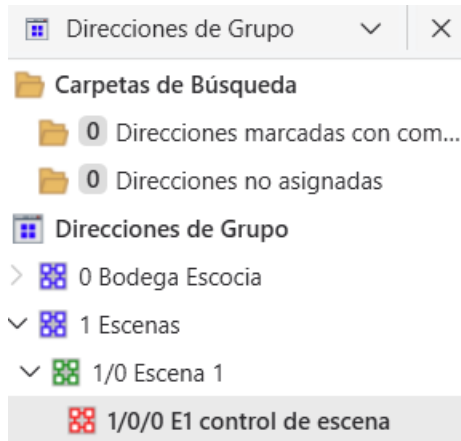 Direcciones de Grupo
Carpetas de Búsqueda
0 Direcciones marcadas con com...
0 Direcciones no asignadas
Direcciones de Grupo
0 Bodega Escocia
1 Escenas
1/0 Escena 1
1/0/0 E1 control de escena